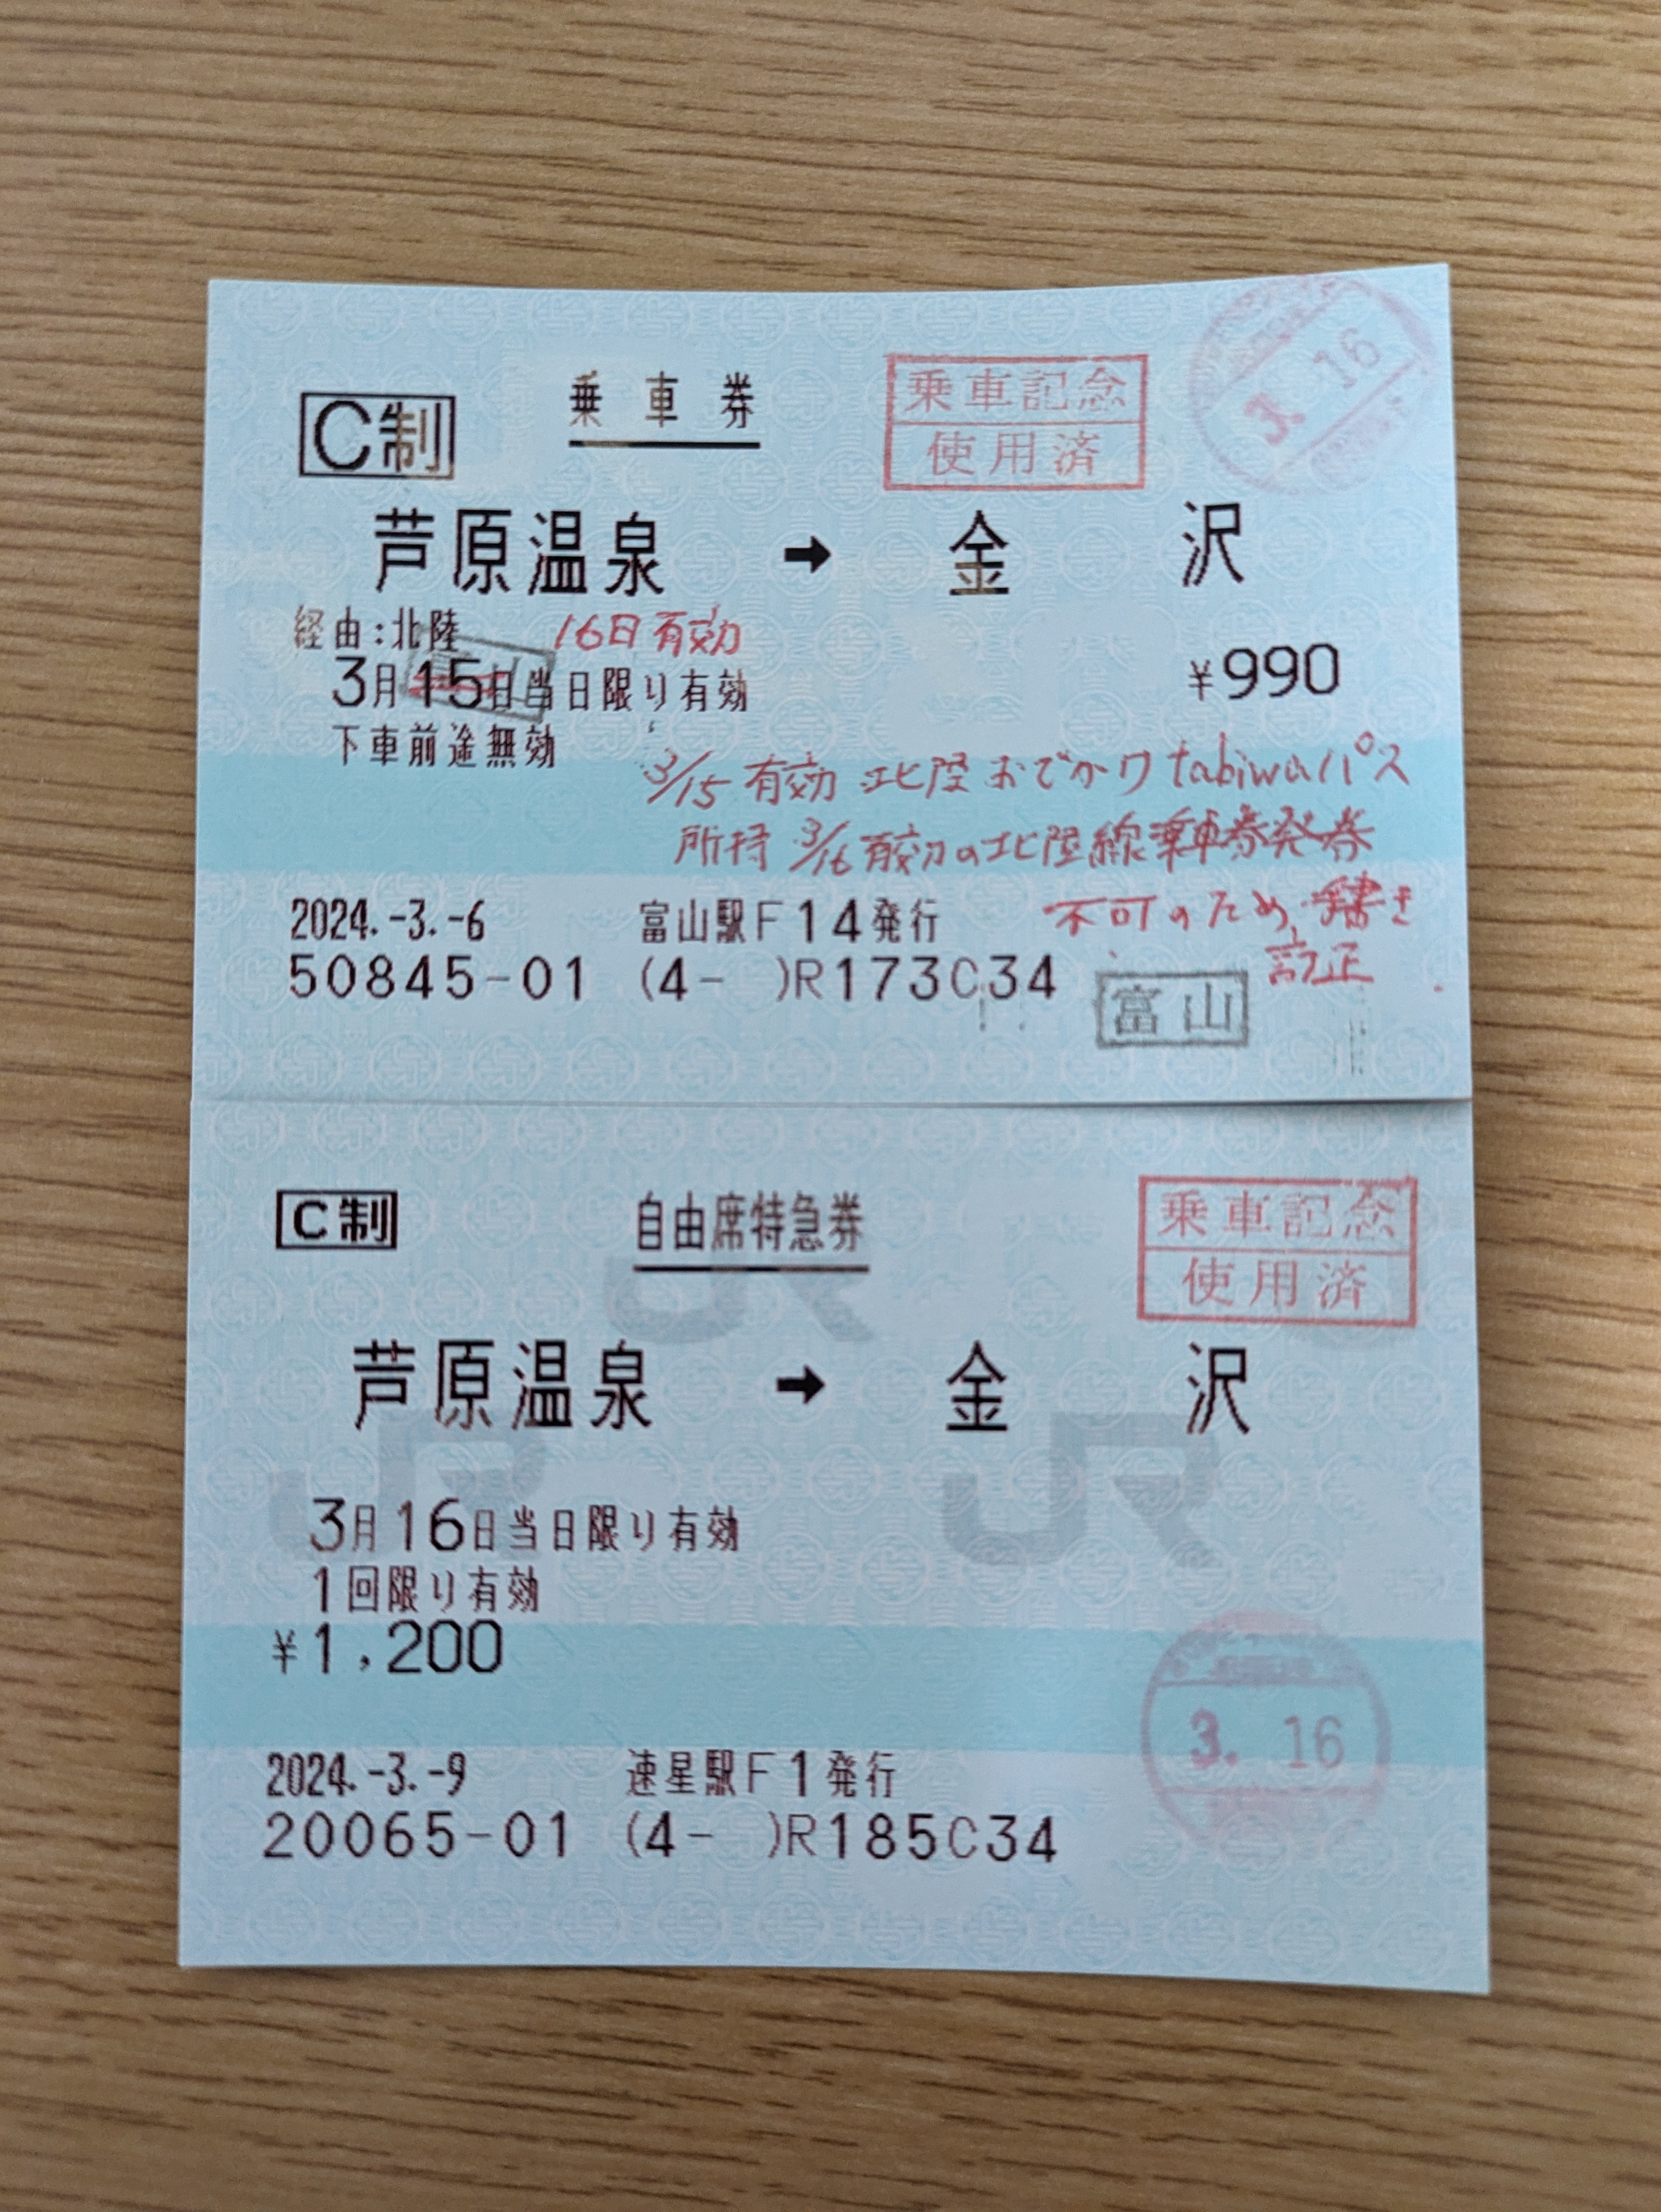 C制 乗車券 乗車記念
使用済
3. 16
芦原温泉 ➡ 金沢
経由:北陸 16日有効
3月15日当日限り有効 ¥990
下車前途無効
3/15 有効 北陸おでかけtabiwaパス
所持 3/16有効の北陸線乗車券発券
不可のため、手書き
訂正
2024.-3.-6 富山駅F14発行
50845-01 (4- )R173C34
富山
C制 自由席特急券 乗車記念
使用済
芦原温泉 ➡ 金沢
3月16日当日限り有効
1回限り有効
¥1,200
3. 16
2024.-3.-9 速星駅F1発行
20065-01 (4- )R185C34
JR
JR
JR